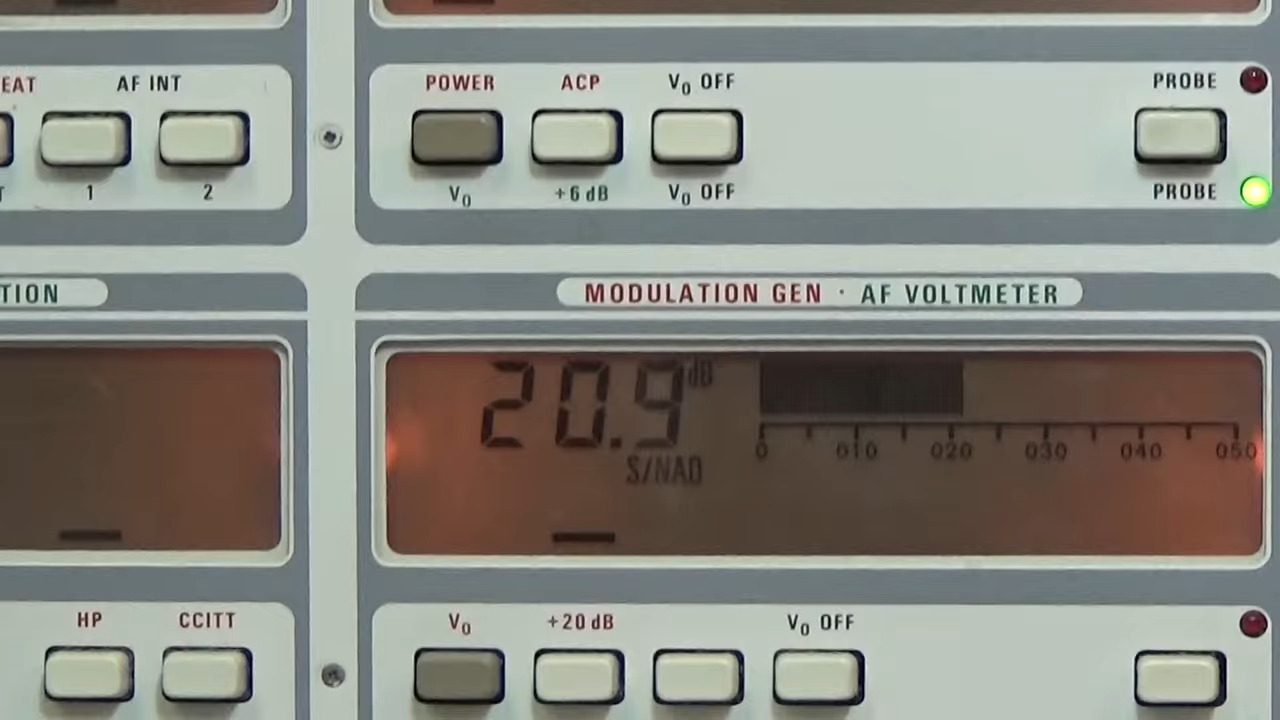 EAT AF INT
1 2
POWER ACP V0 OFF PROBE
V0 +6 dB V0 OFF PROBE
TION
MODULATION GEN · AF VOLTMETER
20.9 dB
S/NAD
0 010 020 030 040 050
HP CCITT
V0 +20 dB V0 OFF